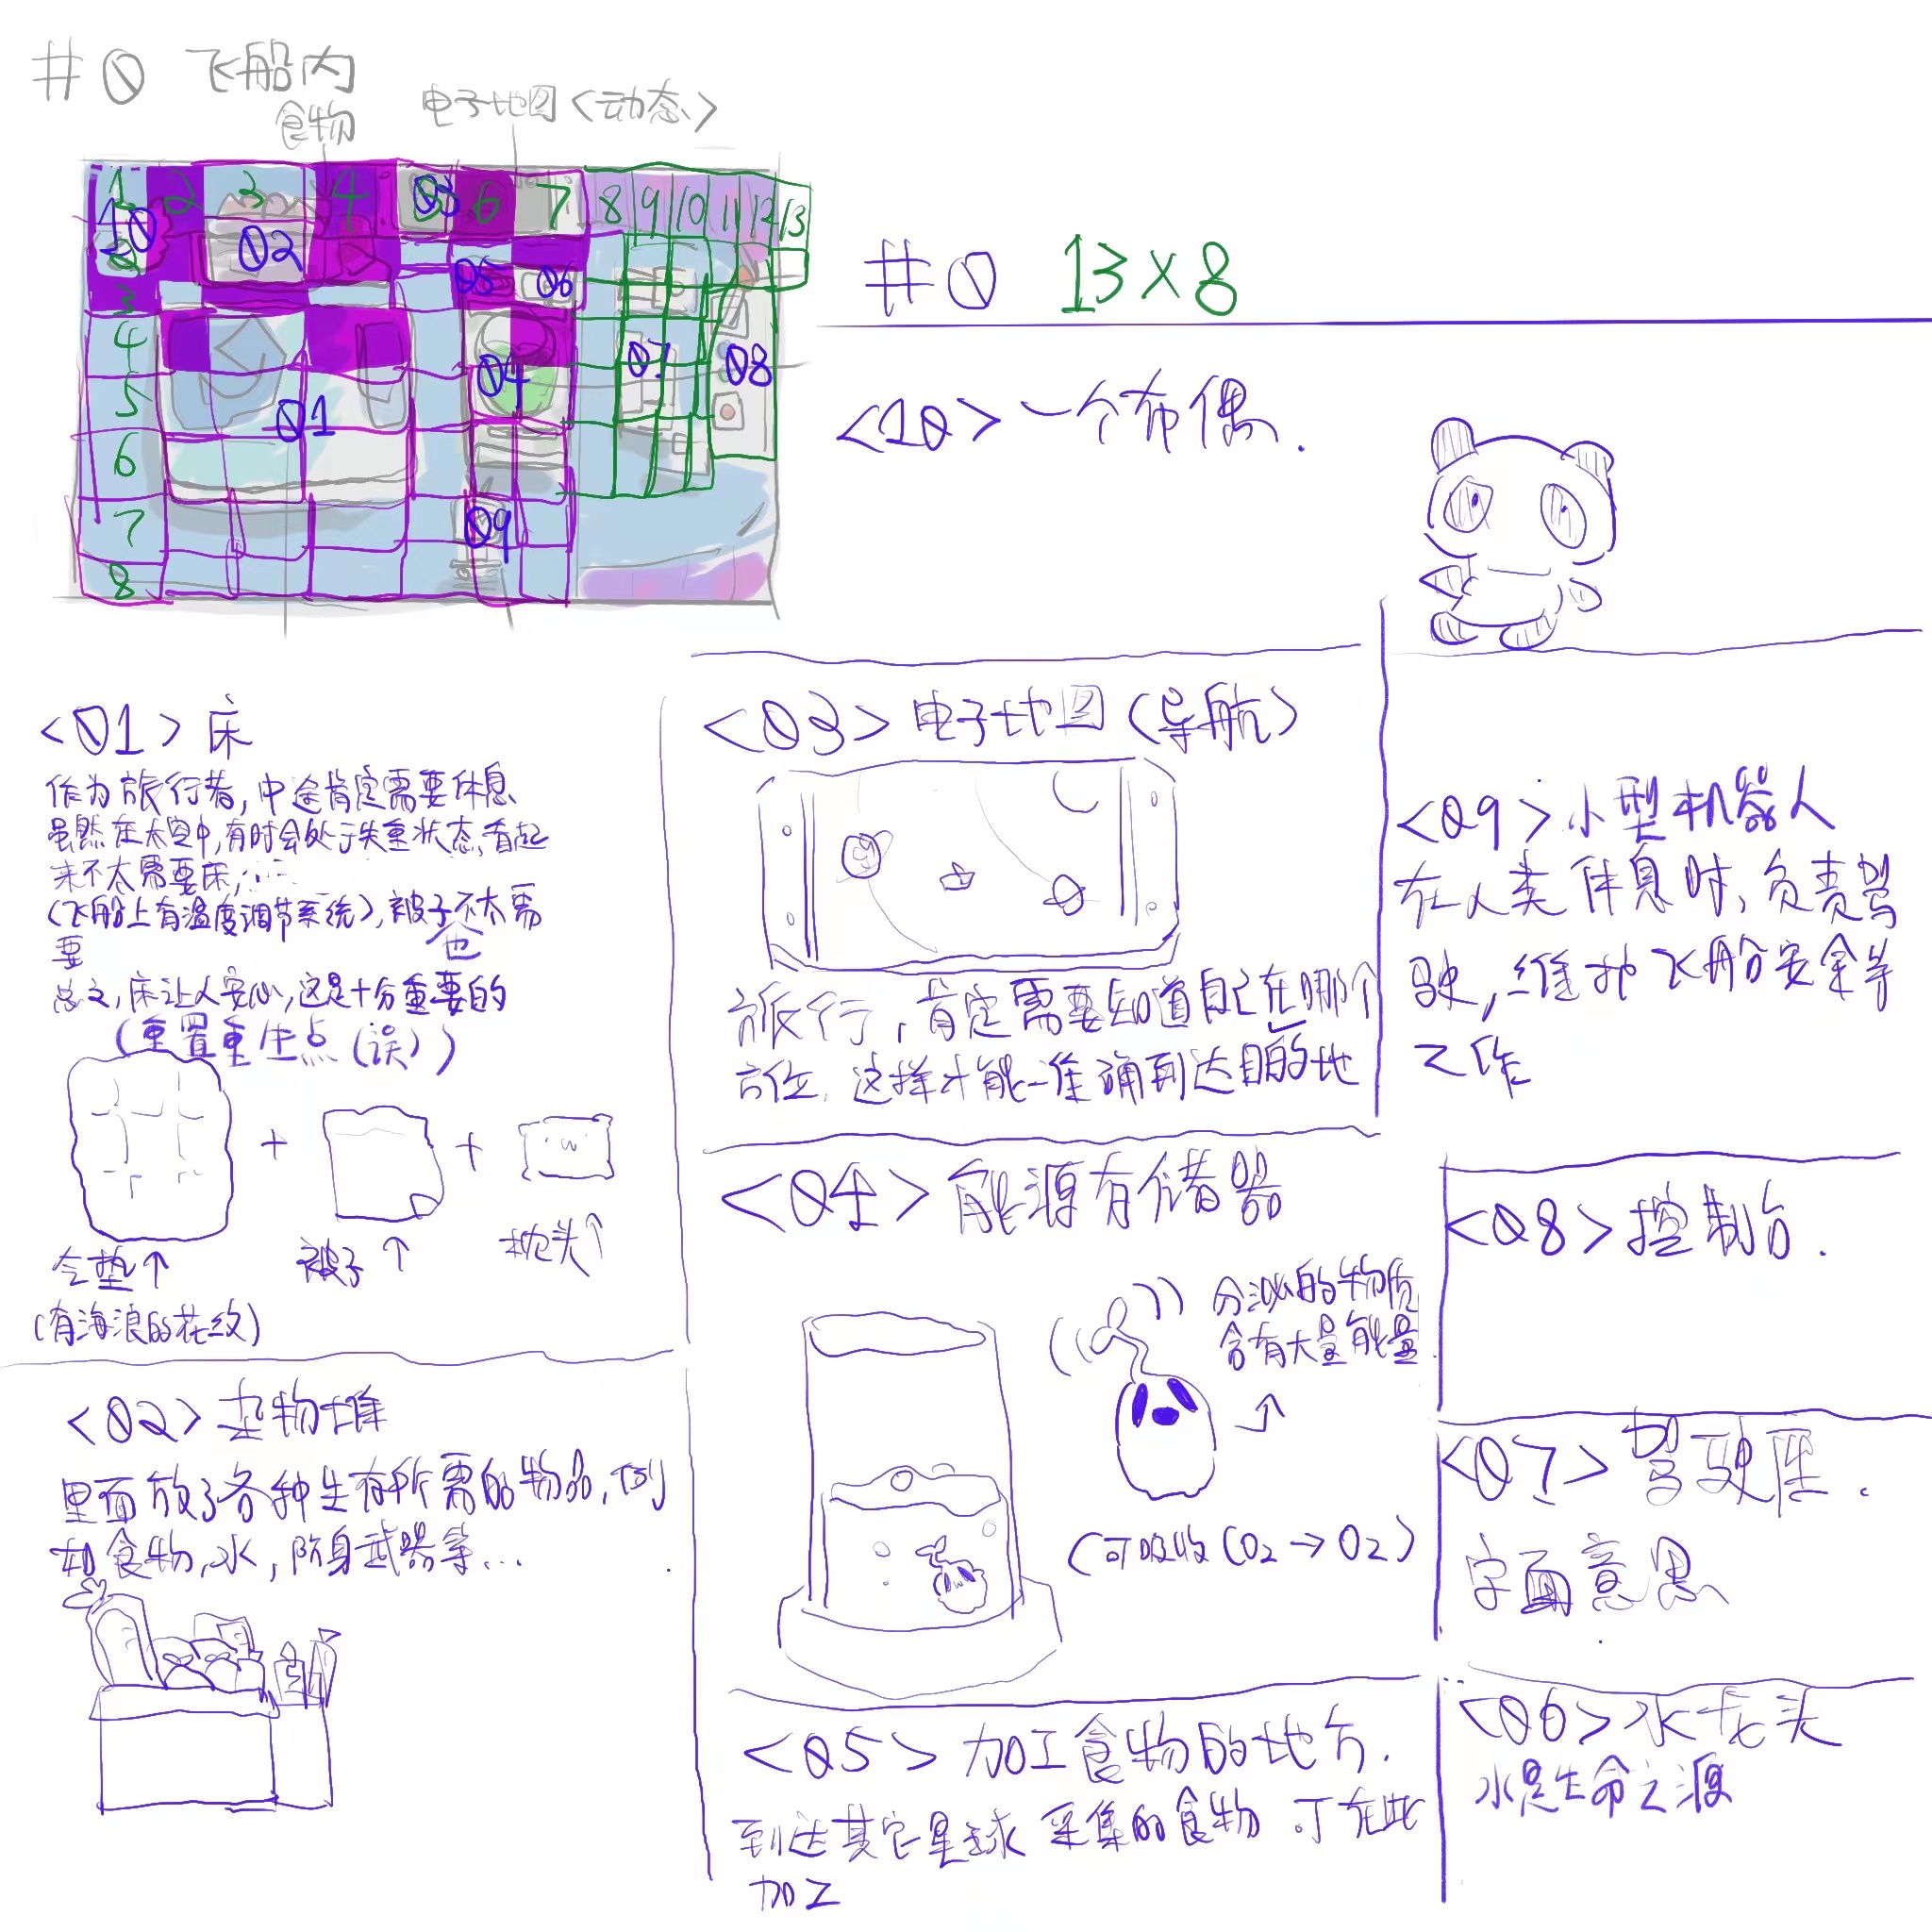 #0 飞船内
食物
电子地图<动态>
1 2 3 4 03 6 7 8 9 10 11 12 13
10
02
2
05 06
3
4
04
07
08
5
01
6
7
09
8
#0 13×8
<10>一个布偶.
<01>床
作为旅行者,中途肯定需要休息
虽然在太空中,有时会处于失重状态,看起
来不太需要床,……
(飞船上有温度调节系统),被子也不太需
要
总之,床让人安心,这是十分重要的
(重置重生点(误))
+ +
气垫↑
被子↑
枕头↑
(有海浪的花纹)
<02>杂物堆
里面放了各种生存所需的物品,例
如食物,水,防身武器等...
<03>电子地图(导航)
旅行,肯定需要知道自己在哪个
方位.这样才能准确到达目的地
<04>能源存储器
分泌的物质
含有大量能量.
(可吸收CO2→O2)
<05>加工食物的地方.
到达其它星球采集的食物可在此
加工
<09>小型机器人
在人类休息时,负责驾
驶,维护飞船安全等
工作
<08>控制台.
<07>驾驶座.
字面意思
<06>水龙头
水是生命之源